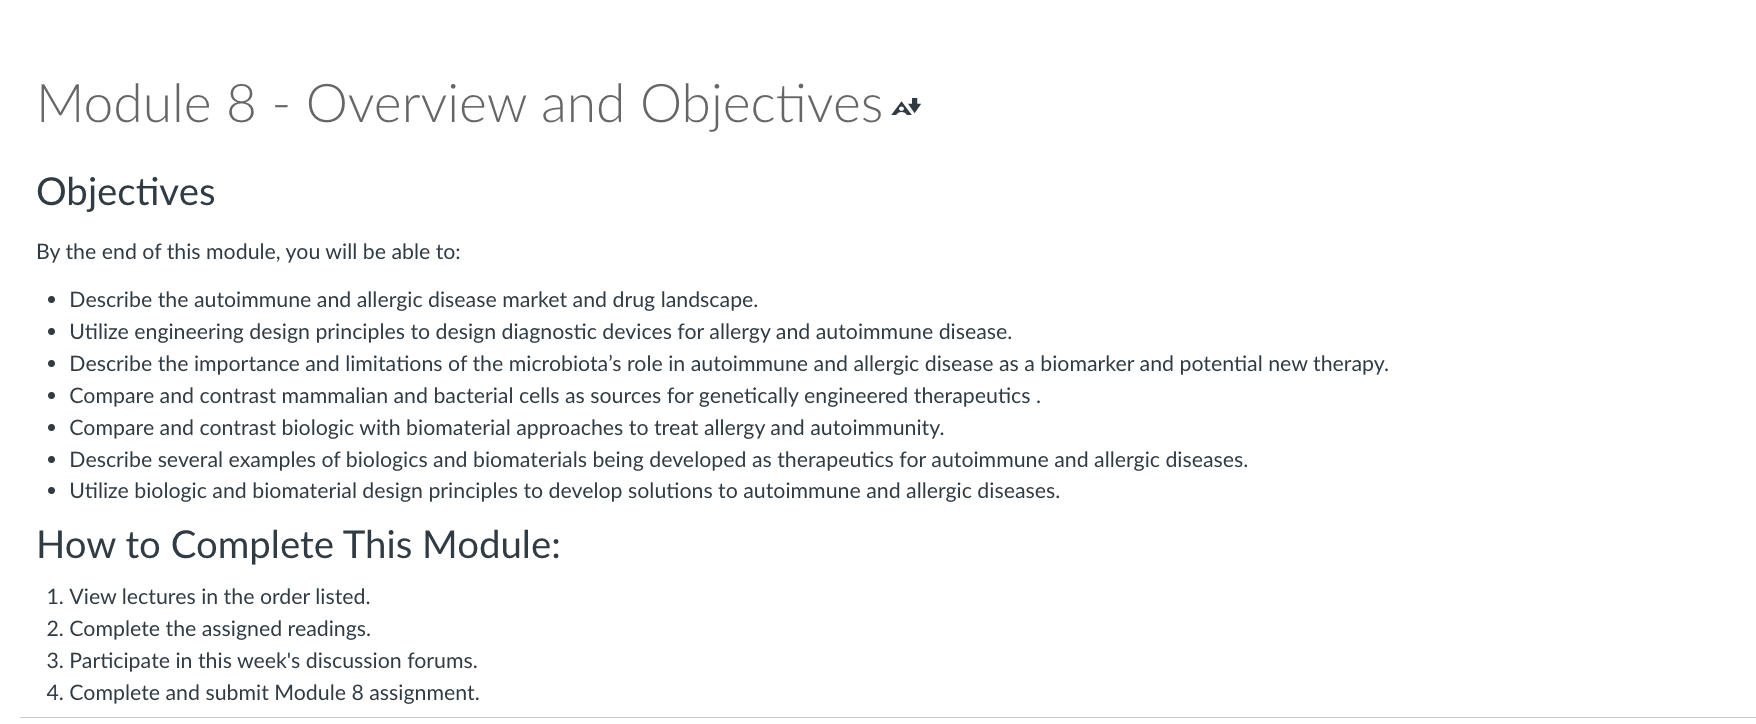 Module 8 - Overview and Objectives
Objectives
By the end of this module, you will be able to:
• Describe the autoimmune and allergic disease market and drug landscape.
• Utilize engineering design principles to design diagnostic devices for allergy and autoimmune disease.
• Describe the importance and limitations of the microbiota’s role in autoimmune and allergic disease as a biomarker and potential new therapy.
• Compare and contrast mammalian and bacterial cells as sources for genetically engineered therapeutics .
• Compare and contrast biologic with biomaterial approaches to treat allergy and autoimmunity.
• Describe several examples of biologics and biomaterials being developed as therapeutics for autoimmune and allergic diseases.
• Utilize biologic and biomaterial design principles to develop solutions to autoimmune and allergic diseases.
How to Complete This Module:
1. View lectures in the order listed.
2. Complete the assigned readings.
3. Participate in this week's discussion forums.
4. Complete and submit Module 8 assignment.